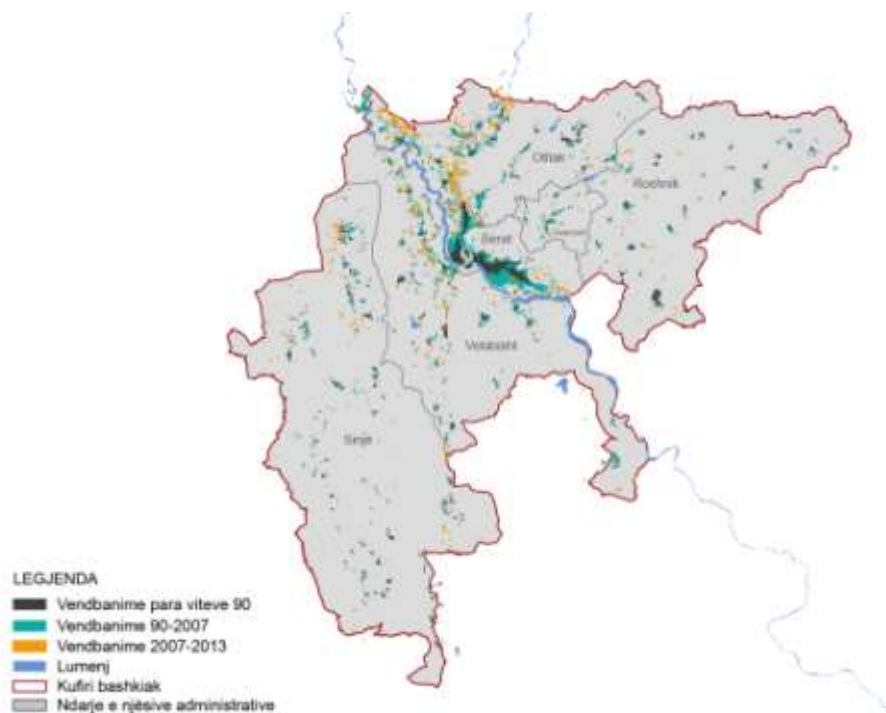 Otllak
Roshnik
Berat
Velabisht
Sinje
LEGJENDA
Vendbanime para viteve 90
Vendbanime 90-2007
Vendbanime 2007-2013
Lumenj
Kufiri bashkiak
Ndarje e njësive administrative